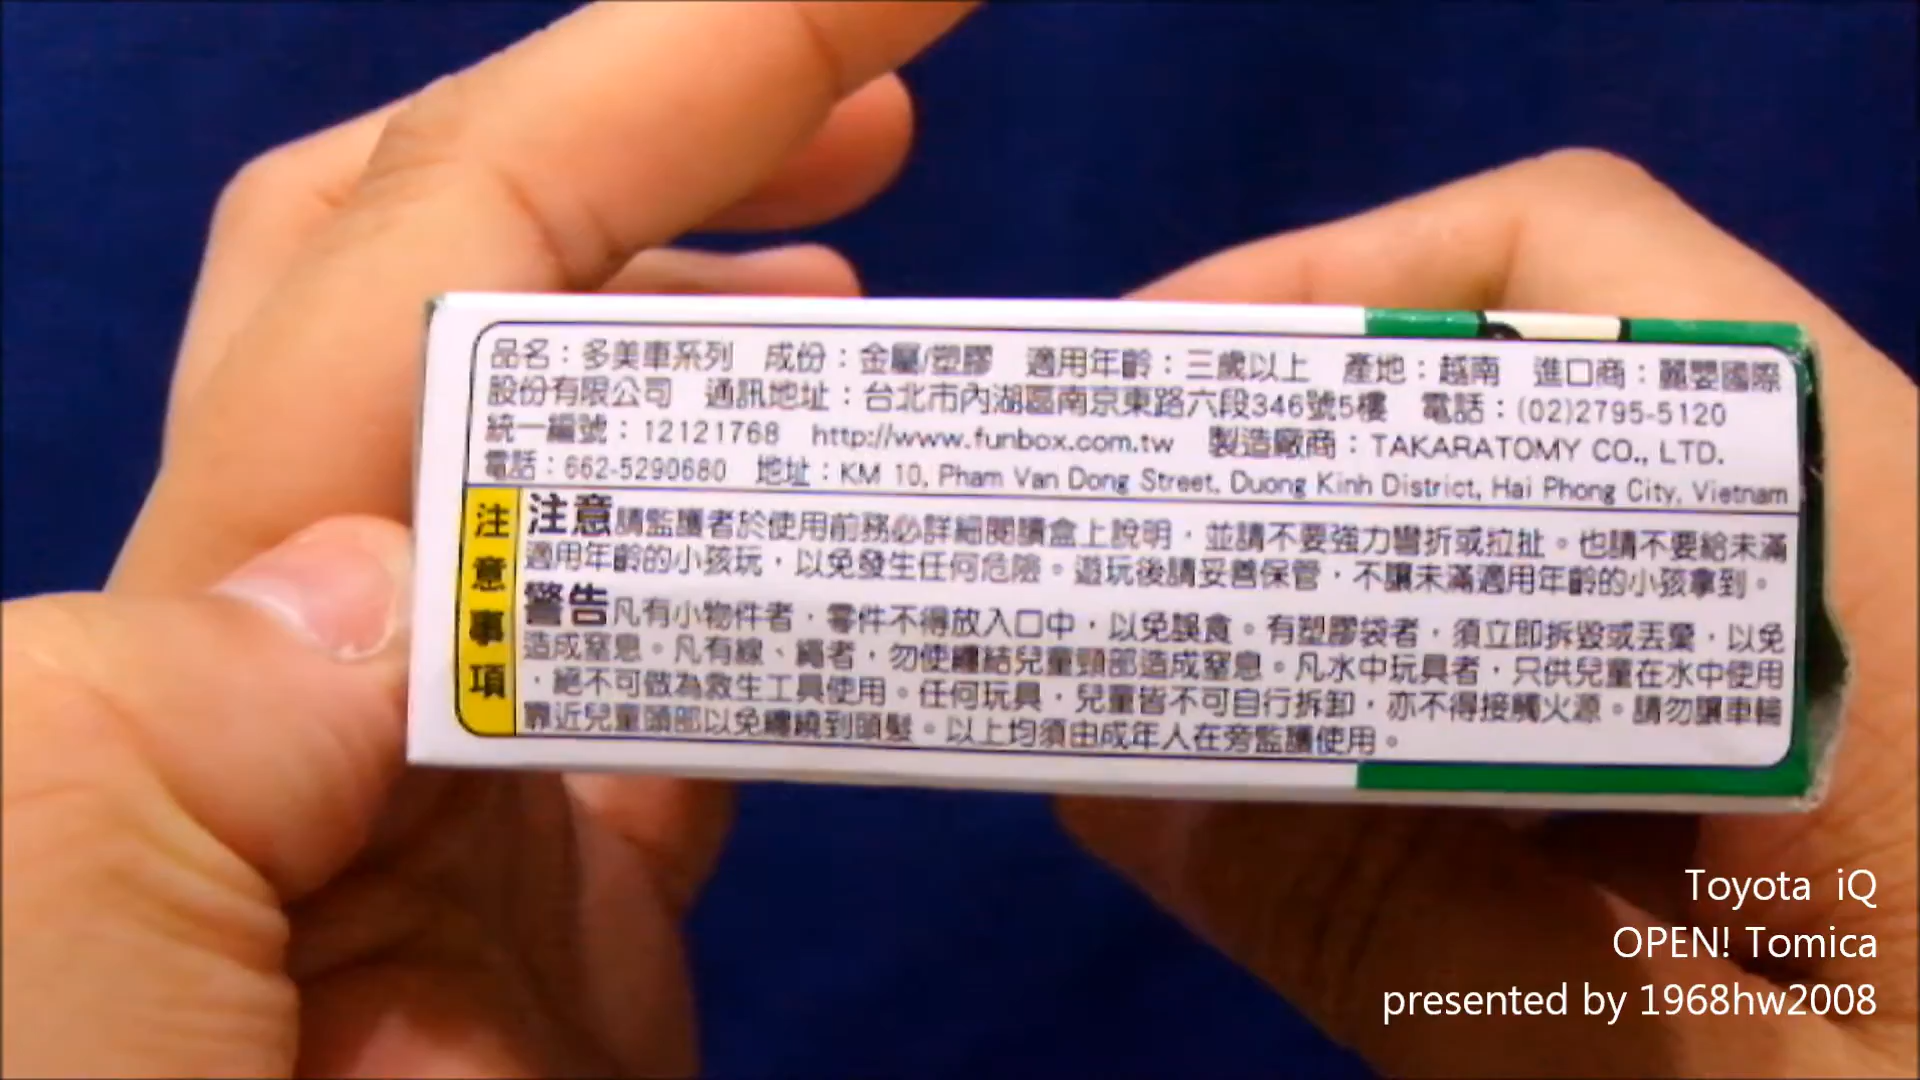 品名：多美車系列 成份：金屬/塑膠 適用年齡：三歲以上 產地：越南 進口商：麗嬰國際
股份有限公司 通訊地址：台北市內湖區南京東路六段346號5樓 電話：(02)2795-5120
統一編號：12121768 http://www.funbox.com.tw 製造廠商：TAKARATOMY CO., LTD.
電話：662-5290680 地址：KM 10, Pham Van Dong Street, Duong Kinh District, Hai Phong City, Vietnam
注意事項
注意請監護者於使用前務必詳細閱讀盒上說明，並請不要強力彎折或拉扯。也請不要給未滿
適用年齡的小孩玩，以免發生任何危險。遊玩後請妥善保管，不讓未滿適用年齡的小孩拿到。
警告凡有小物件者，零件不得放入口中，以免誤食。有塑膠袋者，須立即拆毀或丟棄，以免
造成窒息。凡有線、繩者，勿使纏結兒童頸部造成窒息。凡水中玩具者，只供兒童在水中使用
，絕不可做為救生工具使用。任何玩具，兒童皆不可自行拆卸，亦不得接觸火源。請勿讓車輪
靠近兒童頭部以免纏繞到頭髮。以上均須由成年人在旁監護使用。
Toyota iQ
OPEN! Tomica
presented by 1968hw2008